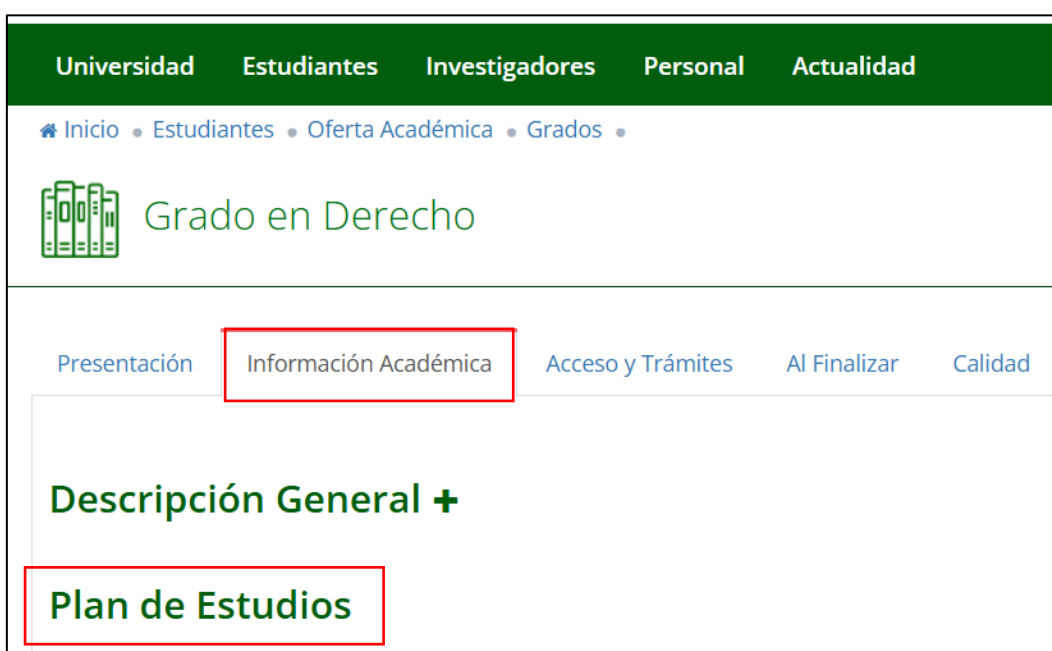 Universidad Estudiantes Investigadores Personal Actualidad
Inicio • Estudiantes • Oferta Académica • Grados •
Grado en Derecho
Presentación Información Académica Acceso y Trámites Al Finalizar Calidad
Descripción General +
Plan de Estudios